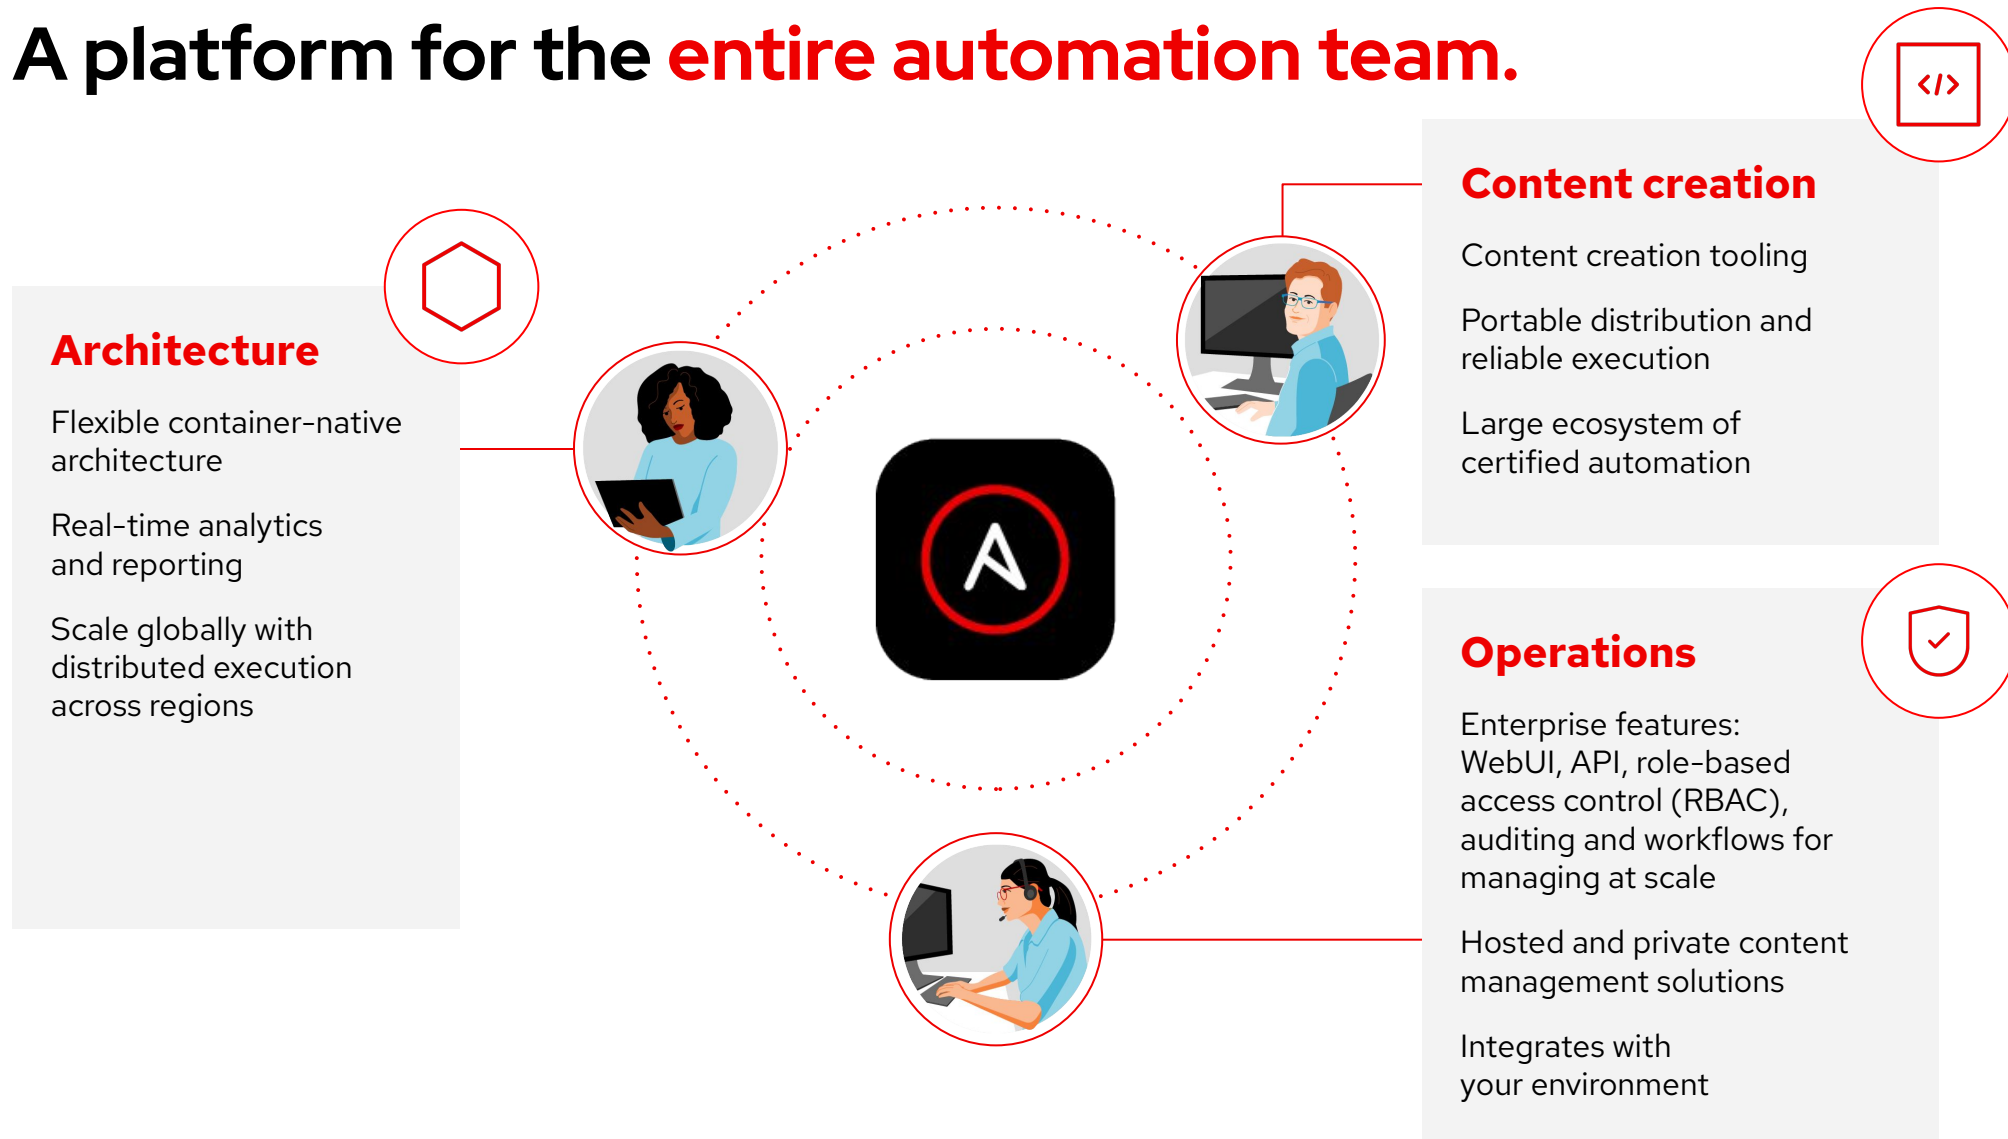 A platform for the entire automation team.
Architecture
Flexible container-native
architecture
Real-time analytics
and reporting
Scale globally with
distributed execution
across regions
Content creation
Content creation tooling
Portable distribution and
reliable execution
Large ecosystem of
certified automation
Operations
Enterprise features:
WebUI, API, role-based
access control (RBAC),
auditing and workflows for
managing at scale
Hosted and private content
management solutions
Integrates with
your environment